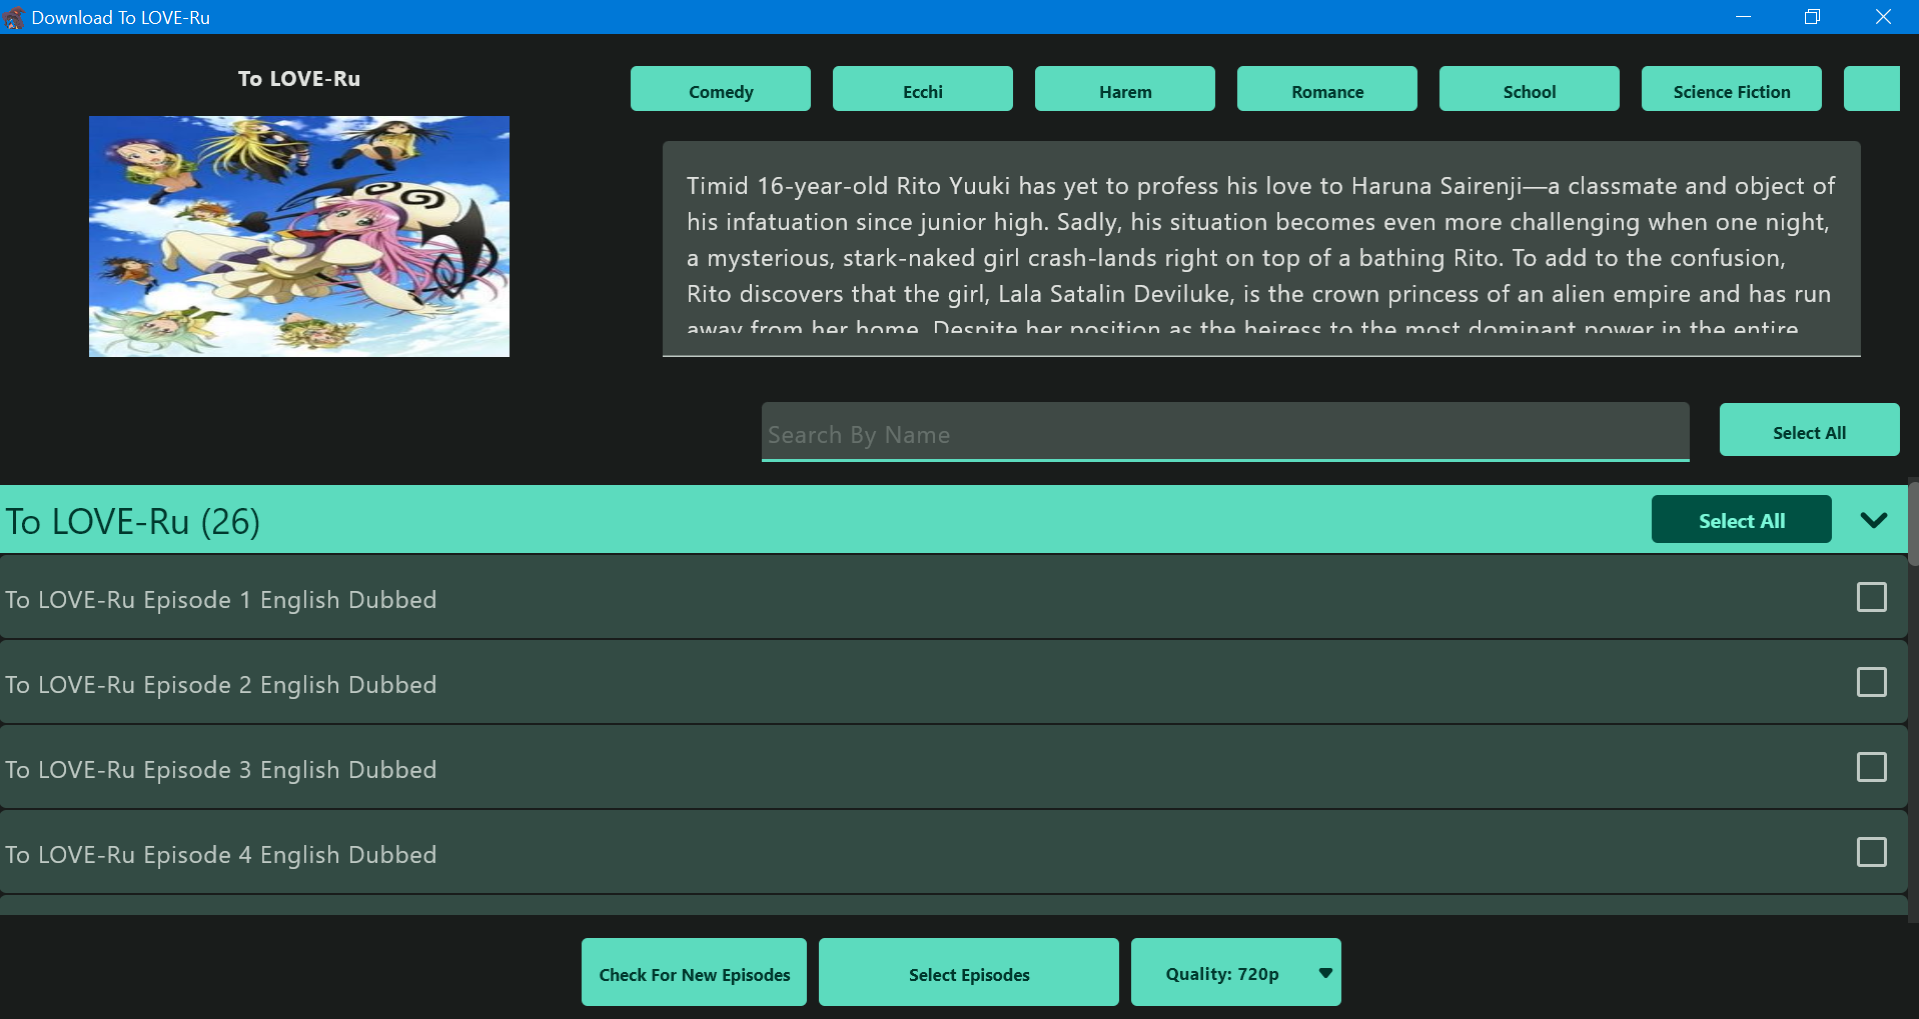 Download To LOVE-Ru
To LOVE-Ru
Comedy
Ecchi
Harem
Romance
School
Science Fiction
Timid 16-year-old Rito Yuuki has yet to profess his love to Haruna Sairenji—a classmate and object of
his infatuation since junior high. Sadly, his situation becomes even more challenging when one night,
a mysterious, stark-naked girl crash-lands right on top of a bathing Rito. To add to the confusion,
Rito discovers that the girl, Lala Satalin Deviluke, is the crown princess of an alien empire and has run
away from her home. Despite her position as the heiress to the most dominant power in the entire
Search By Name
Select All
To LOVE-Ru (26)
Select All
To LOVE-Ru Episode 1 English Dubbed
To LOVE-Ru Episode 2 English Dubbed
To LOVE-Ru Episode 3 English Dubbed
To LOVE-Ru Episode 4 English Dubbed
Check For New Episodes
Select Episodes
Quality: 720p